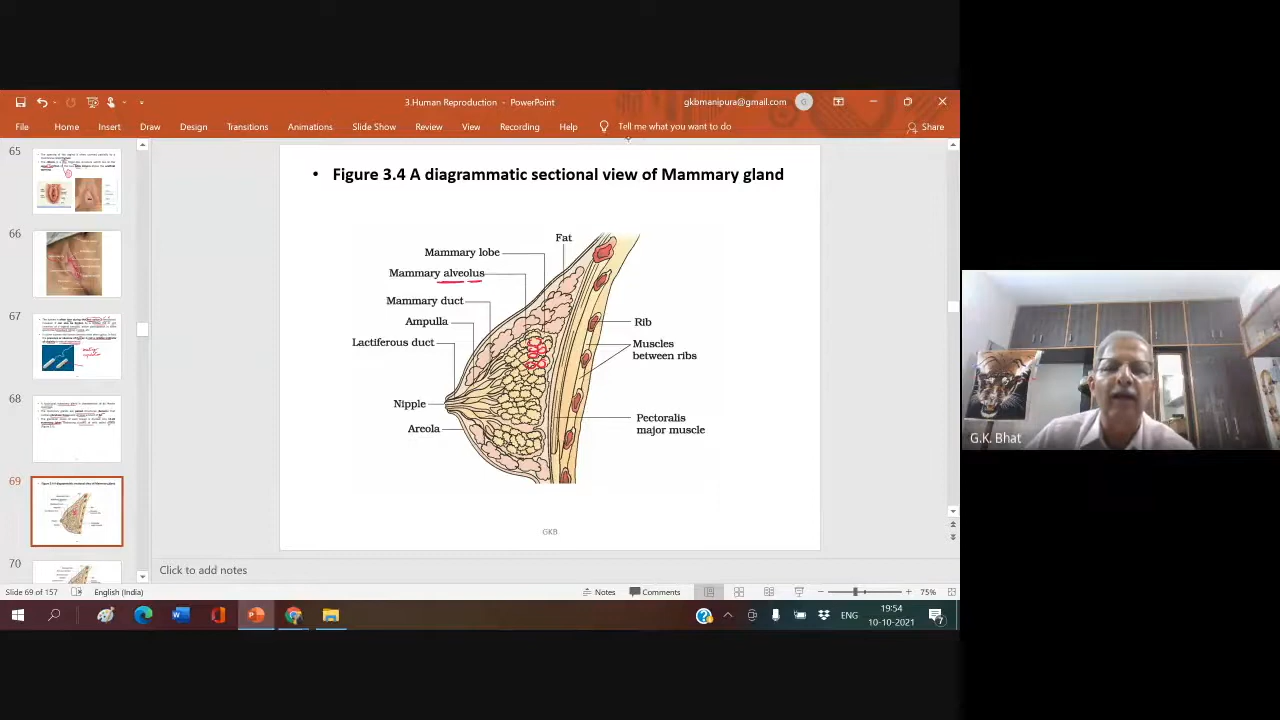 3.Human Reproduction - PowerPoint
gkbmanipura@gmail.com
G
File Home Insert Draw Design Transitions Animations Slide Show Review View Recording Help Tell me what you want to do Share
65
66
67
68
69
70
• Figure 3.4 A diagrammatic sectional view of Mammary gland
Fat
Mammary lobe
Mammary alveolus
Mammary duct
Ampulla
Lactiferous duct
Nipple
Areola
Rib
Muscles
between ribs
Pectoralis
major muscle
GKB
Click to add notes
Slide 69 of 157 English (India) Notes Comments 75%
ENG
19:54
10-10-2021
7
G.K. Bhat